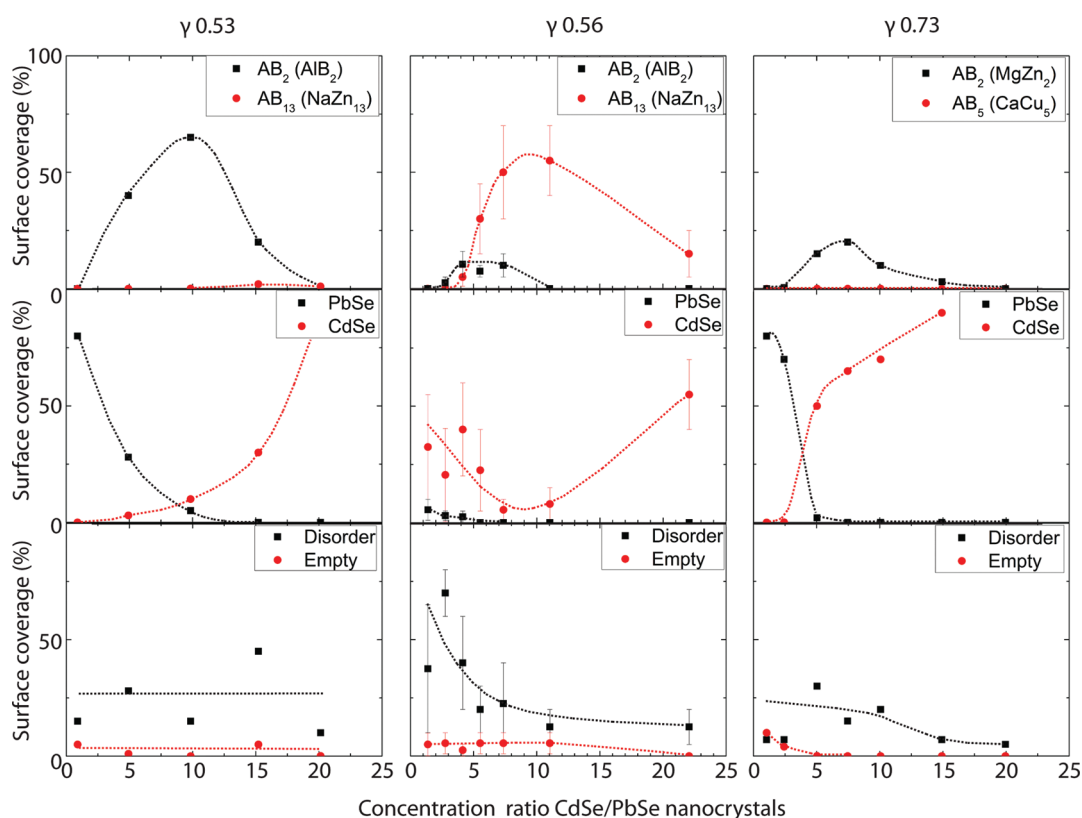 γ 0.53 γ 0.56 γ 0.73
Surface coverage (%)
100
50
0
AB₂ (AlB₂)
AB₁₃ (NaZn₁₃)
AB₂ (AlB₂)
AB₁₃ (NaZn₁₃)
AB₂ (MgZn₂)
AB₅ (CaCu₅)
Surface coverage (%)
50
0
PbSe
CdSe
PbSe
CdSe
PbSe
CdSe
Surface coverage (%)
50
0
Disorder
Empty
Disorder
Empty
Disorder
Empty
0 5 10 15 20 25
0 5 10 15 20 25
5 10 15 20 25
Concentration ratio CdSe/PbSe nanocrystals